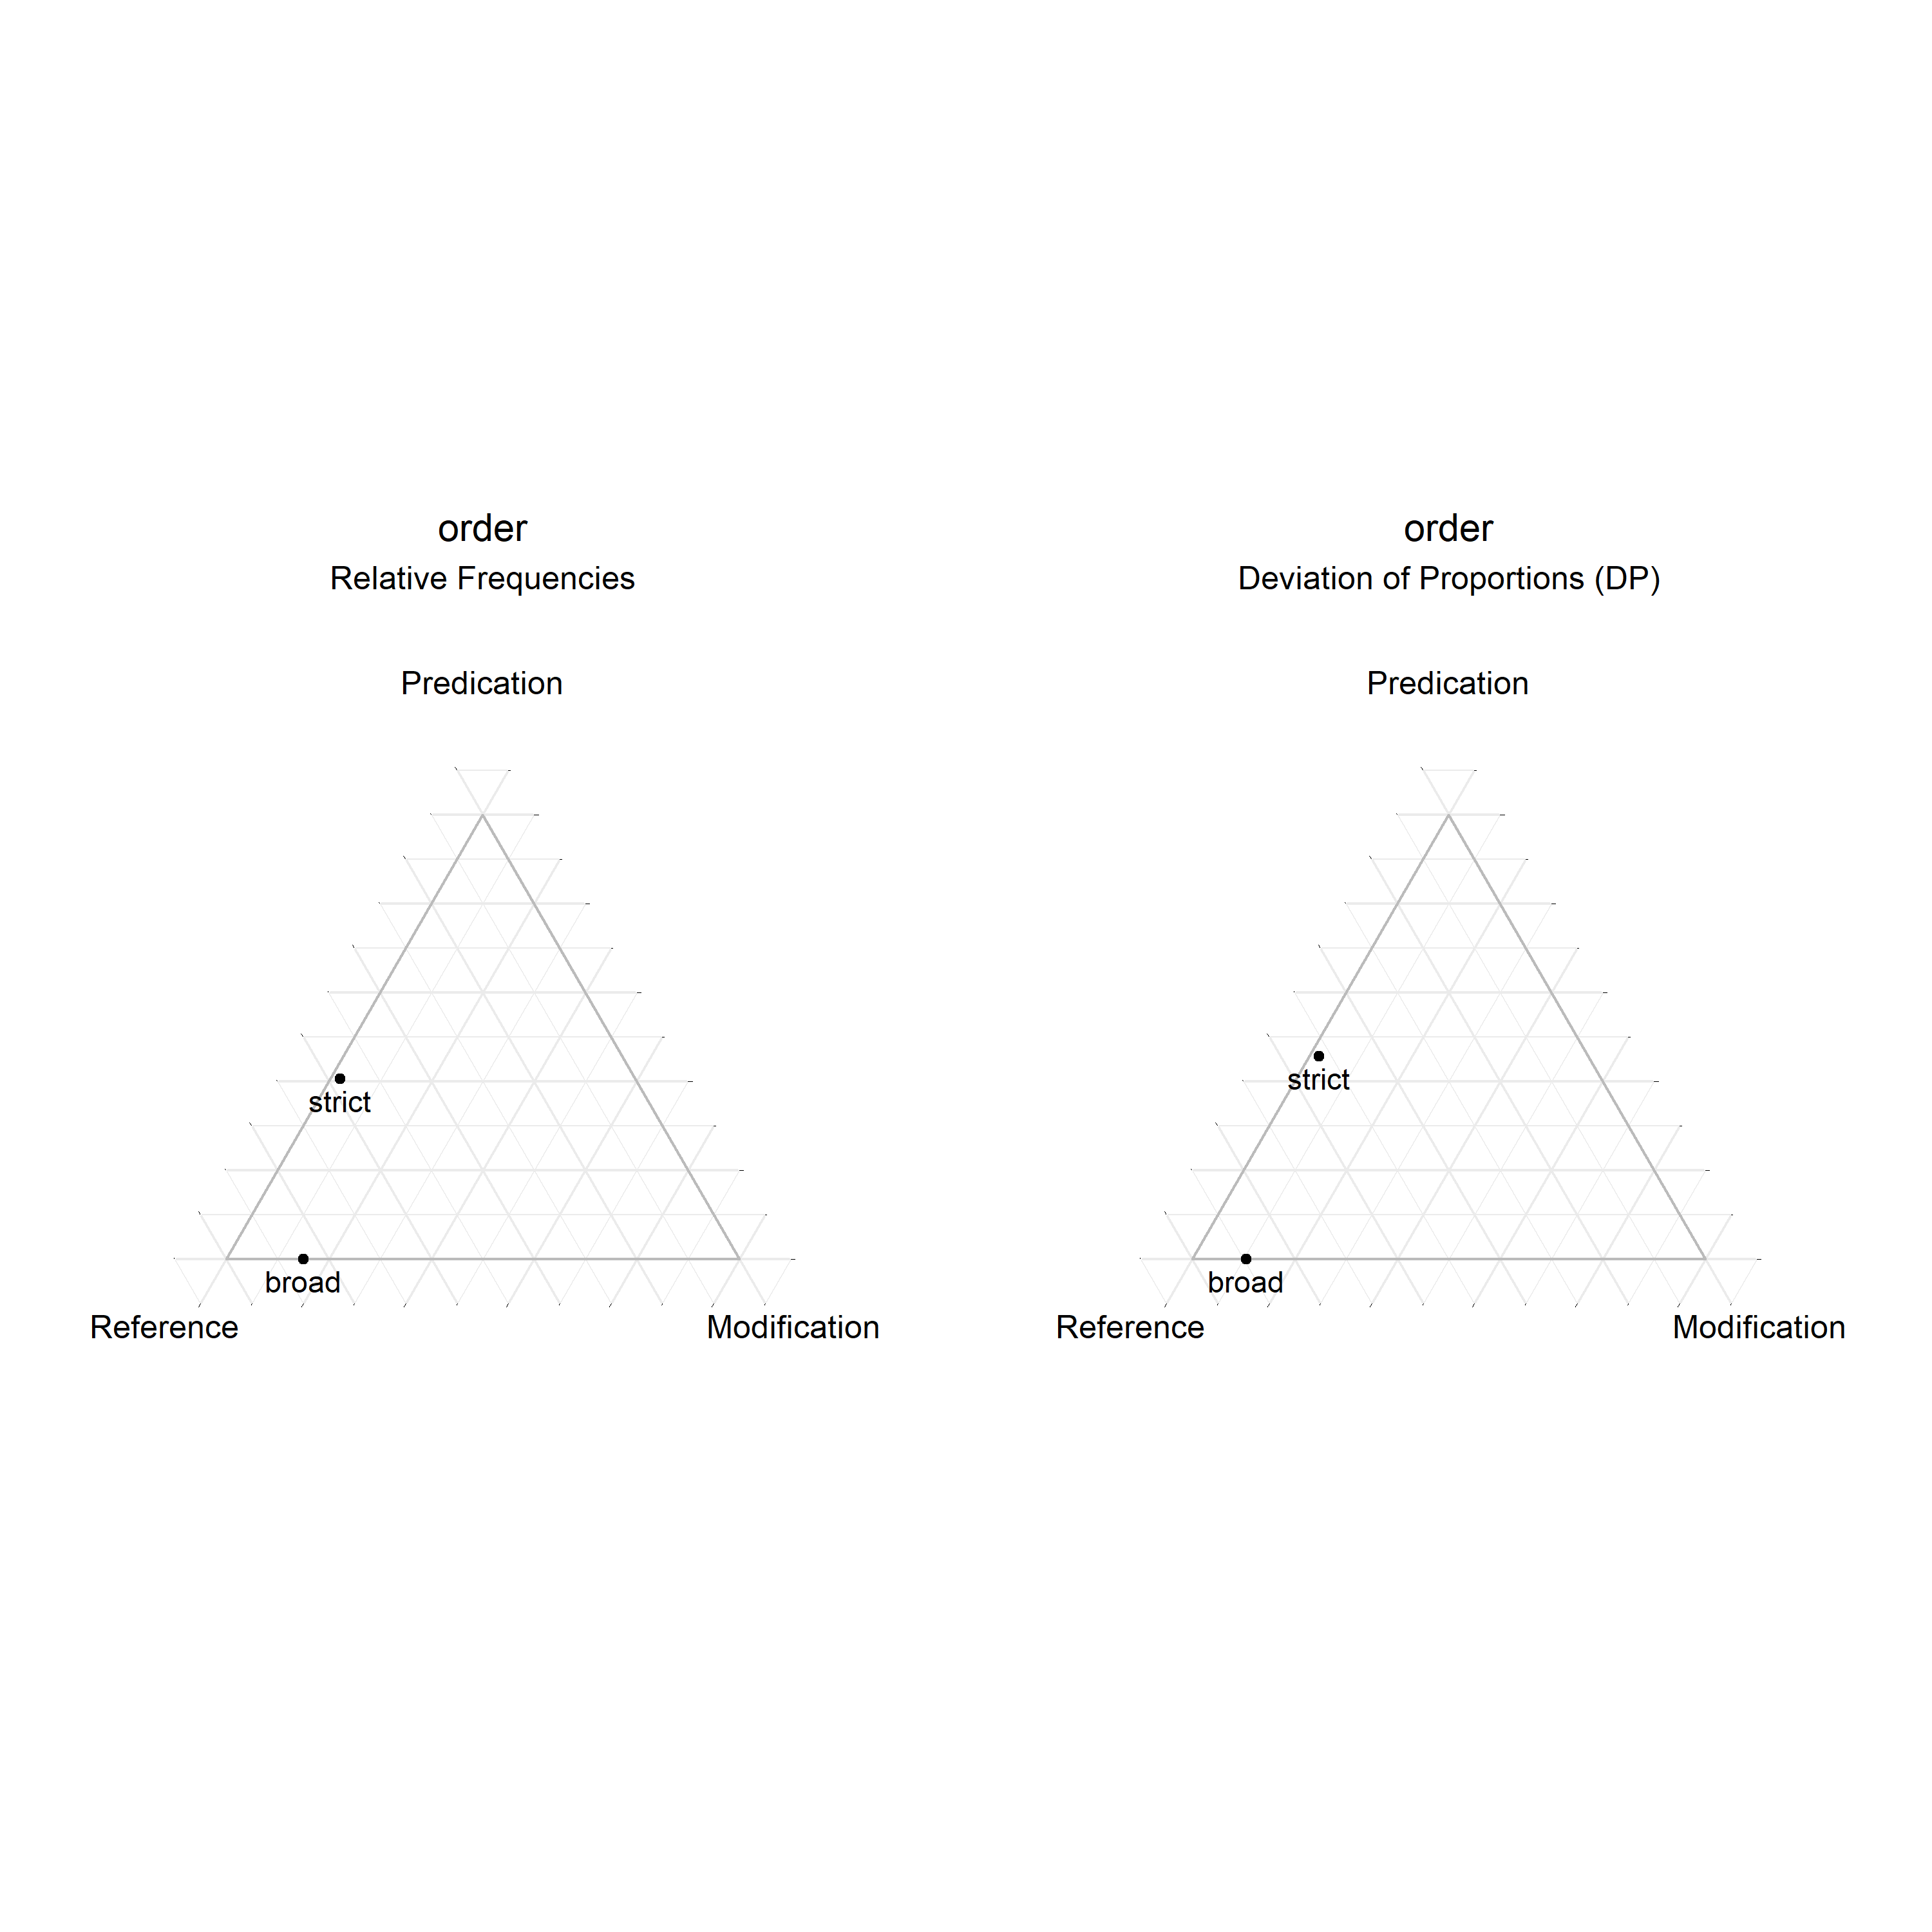 order
Relative Frequencies
Predication
strict
broad
Reference
Modification
order
Deviation of Proportions (DP)
Predication
strict
broad
Reference
Modification